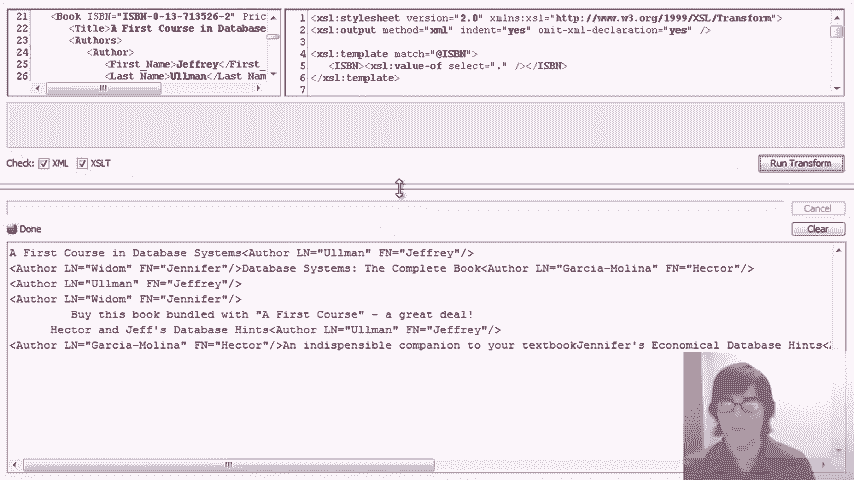 21 <Book ISBN="ISBN-0-13-713526-2" Pric
22 <Title>A First Course in Database
23 <Authors>
24 <Author>
25 <First_Name>Jeffrey</First_
26 <Last_Name>Ullman</Last_Nam
1 <xsl:stylesheet version="2.0" xmlns:xsl="http://www.w3.org/1999/XSL/Transform">
2 <xsl:output method="xml" indent="yes" omit-xml-declaration="yes" />
3
4 <xsl:template match="@ISBN">
5 <ISBN><xsl:value-of select="." /></ISBN>
6 </xsl:template>
7
Check: XML XSLT
Run Transform
Cancel
Done
Clear
A First Course in Database Systems<Author LN="Ullman" FN="Jeffrey"/>
<Author LN="Widom" FN="Jennifer"/>Database Systems: The Complete Book<Author LN="Garcia-Molina" FN="Hector"/>
<Author LN="Ullman" FN="Jeffrey"/>
<Author LN="Widom" FN="Jennifer"/>
Buy this book bundled with "A First Course" - a great deal!
Hector and Jeff's Database Hints<Author LN="Ullman" FN="Jeffrey"/>
<Author LN="Garcia-Molina" FN="Hector"/>An indispensible companion to your textbookJennifer's Economical Database Hints<